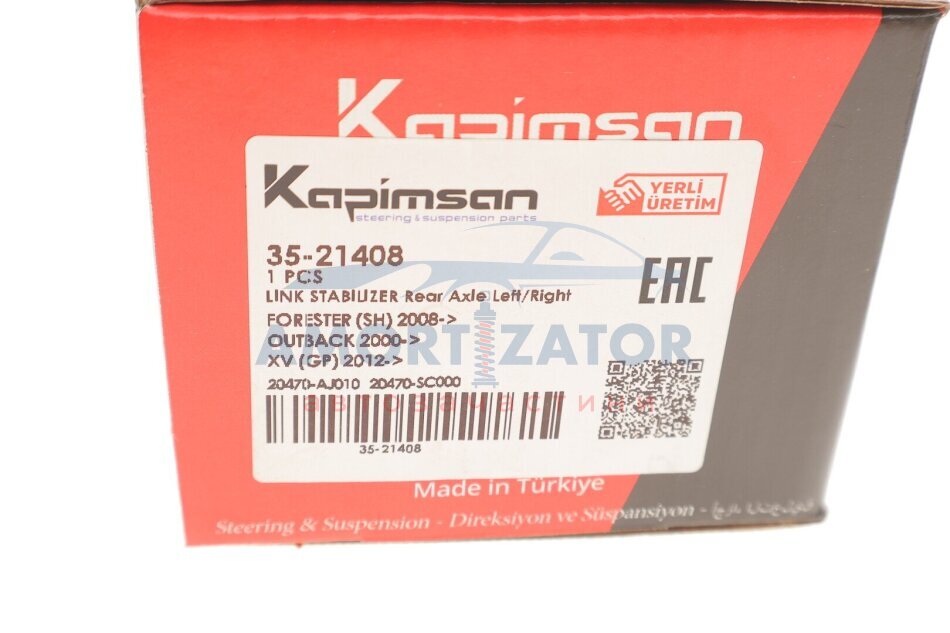 Kapimsan
Kapimsan
steering & suspension parts
YERLİ
ÜRETİM
35-21408
1 PCS
LINK STABILIZER Rear Axle Left/Right
EAC
FORESTER (SH) 2008->
OUTBACK 2000->
XV (GP) 2012->
AMORTIZATOR
20470-AJ010 20470-SC000
автозапчастини
35-21408
Made in Türkiye
Steering & Suspension - Direksiyon ve Süspansiyon -